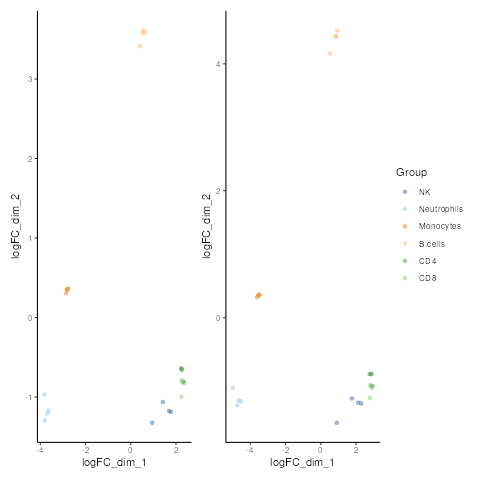 logFC_dim_2
3
2
1
0
-1
-4
-2
0
2
logFC_dim_1
logFC_dim_2
4
2
0
-4
-2
0
2
logFC_dim_1
Group
NK
Neutrophils
Monocytes
B.cells
CD4
CD8